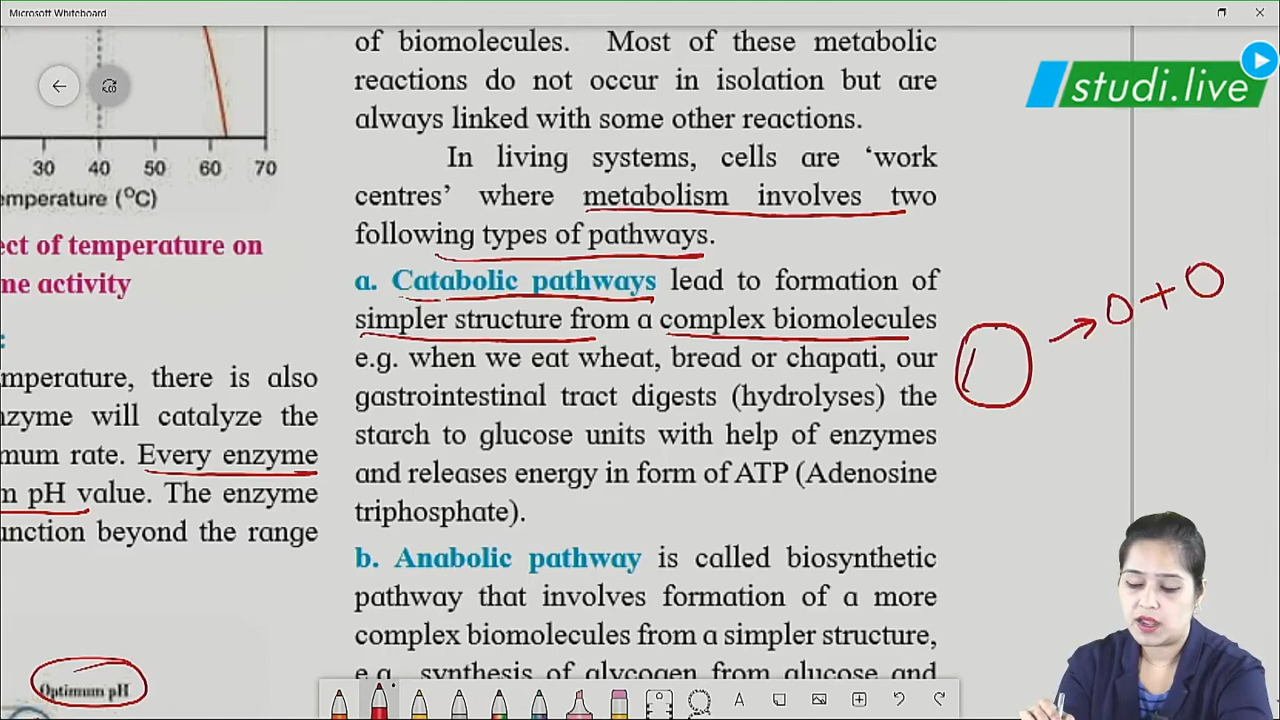 Microsoft Whiteboard
studi.live
30 40 50 60 70
emperature (°C)
ect of temperature on
me activity
:
mperature, there is also
nzyme will catalyze the
mum rate. Every enzyme
m pH value. The enzyme
unction beyond the range
Optimum pH
of biomolecules. Most of these metabolic
reactions do not occur in isolation but are
always linked with some other reactions.
In living systems, cells are ‘work
centres’ where metabolism involves two
following types of pathways.
a. Catabolic pathways lead to formation of
simpler structure from a complex biomolecules
e.g. when we eat wheat, bread or chapati, our
gastrointestinal tract digests (hydrolyses) the
starch to glucose units with help of enzymes
and releases energy in form of ATP (Adenosine
triphosphate).
b. Anabolic pathway is called biosynthetic
pathway that involves formation of a more
complex biomolecules from a simpler structure,
e.g., synthesis of glycogen from glucose and